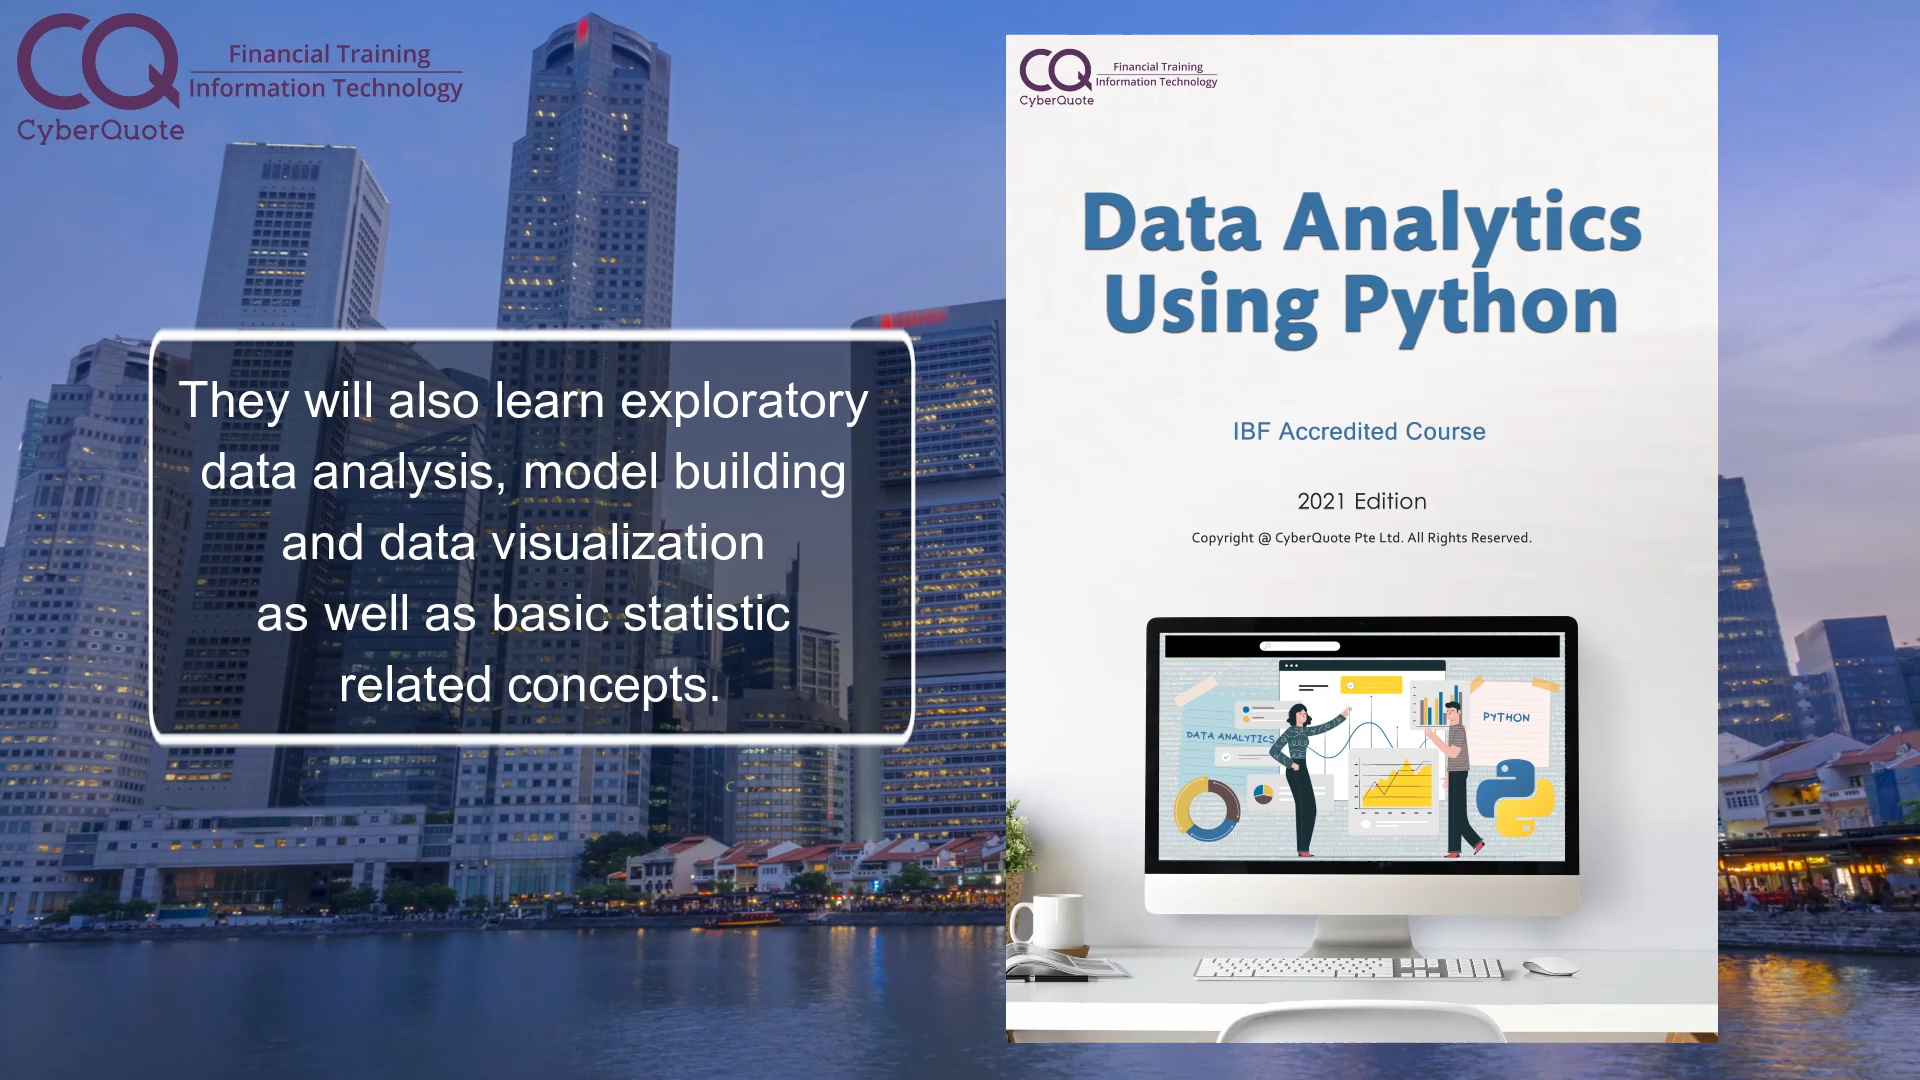 CQ
Financial Training
Information Technology
CyberQuote
They will also learn exploratory
data analysis, model building
and data visualization
as well as basic statistic
related concepts.
CQ
Financial Training
Information Technology
CyberQuote
Data Analytics
Using Python
IBF Accredited Course
2021 Edition
Copyright @ CyberQuote Pte Ltd. All Rights Reserved.
DATA ANALYTICS
PYTHON